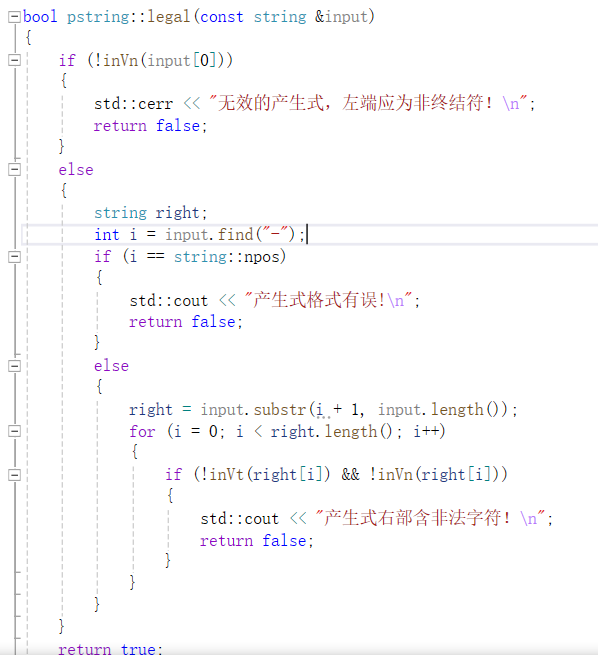 bool pstring::legal(const string &input)
{
if (!inVn(input[0]))
{
std::cerr << "无效的产生式，左端应为非终结符！\n";
return false;
}
else
{
string right;
int i = input.find("-");
if (i == string::npos)
{
std::cout << "产生式格式有误!\n";
return false;
}
else
{
right = input.substr(i + 1, input.length());
for (i = 0; i < right.length(); i++)
{
if (!inVt(right[i]) && !inVn(right[i]))
{
std::cout << "产生式右部含非法字符！\n";
return false;
}
}
}
}
return true;